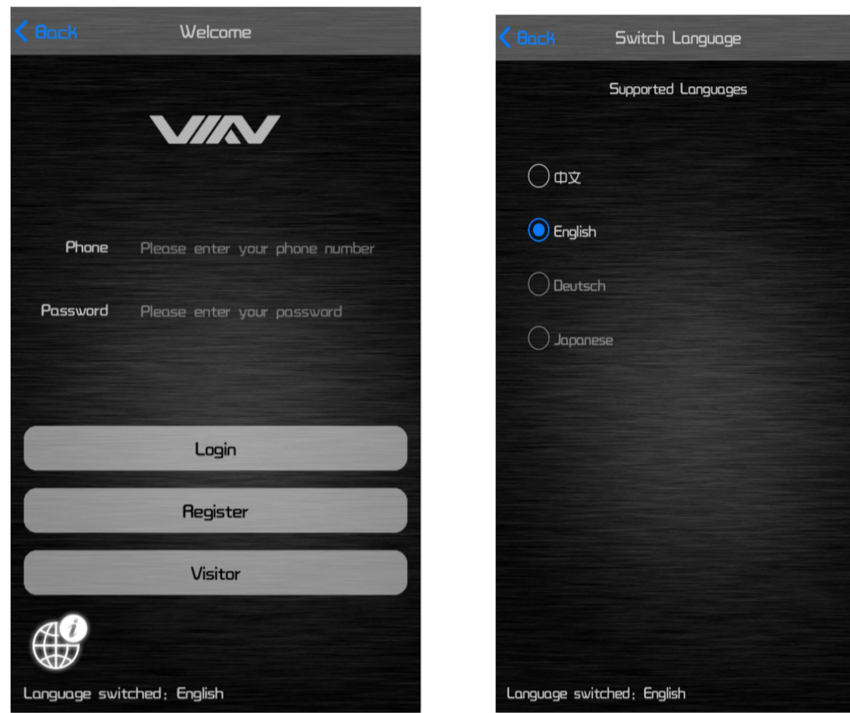 Back Welcome
VIAV
Phone Please enter your phone number
Password Please enter your password
Login
Register
Visitor
i
Language switched: English
Back Switch Language
Supported Languages
中文
English
Deutsch
Japanese
Language switched: English